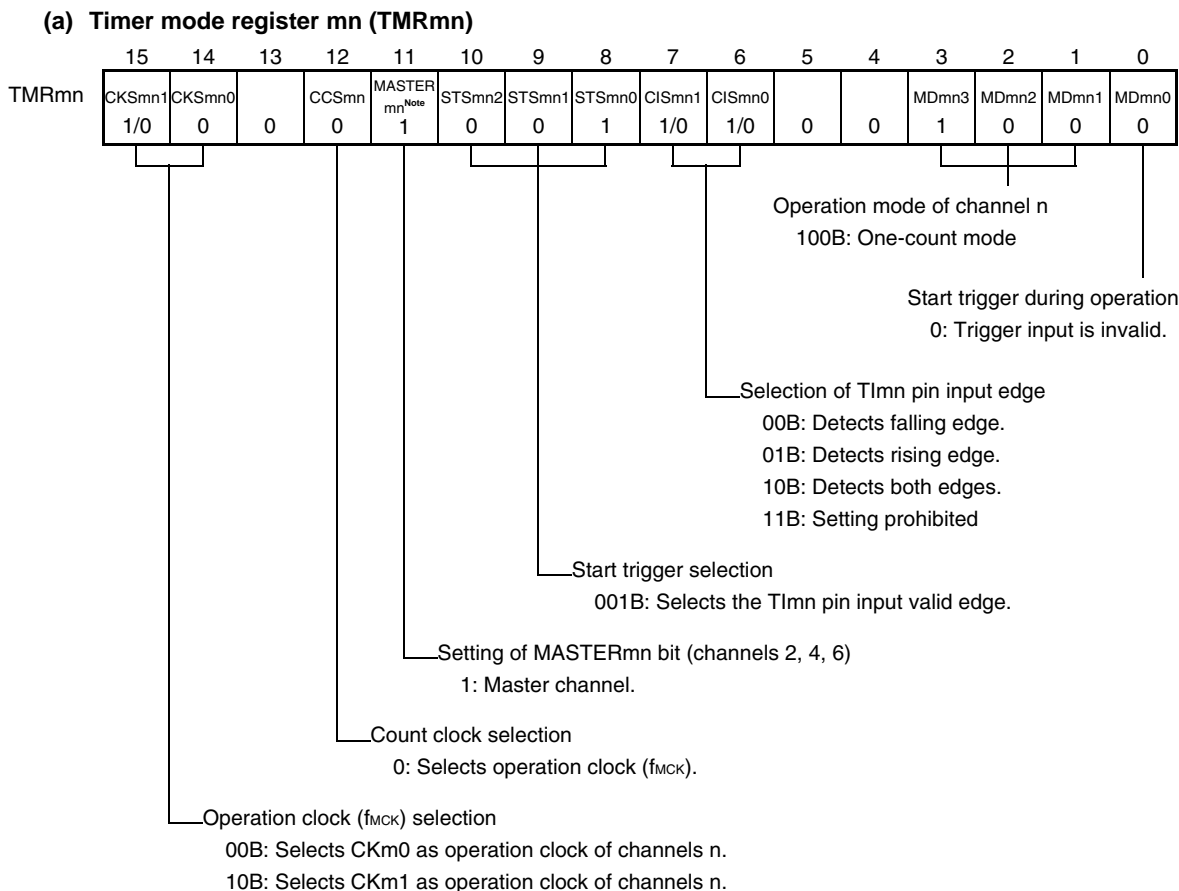 (a) Timer mode register mn (TMRmn)
15 14 13 12 11 10 9 8 7 6 5 4 3 2 1 0
TMRmn CKSmn1 CKSmn0 CCSmn MASTER mnNote STSmn2 STSmn1 STSmn0 CISmn1 CISmn0 MDmn3 MDmn2 MDmn1 MDmn0
1/0 0 0 0 1 0 0 1 1/0 1/0 0 0 1 0 0 0
Operation mode of channel n
100B: One-count mode
Start trigger during operation
0: Trigger input is invalid.
Selection of TImn pin input edge
00B: Detects falling edge.
01B: Detects rising edge.
10B: Detects both edges.
11B: Setting prohibited
Start trigger selection
001B: Selects the TImn pin input valid edge.
Setting of MASTERmn bit (channels 2, 4, 6)
1: Master channel.
Count clock selection
0: Selects operation clock (fMCK).
Operation clock (fMCK) selection
00B: Selects CKm0 as operation clock of channels n.
10B: Selects CKm1 as operation clock of channels n.